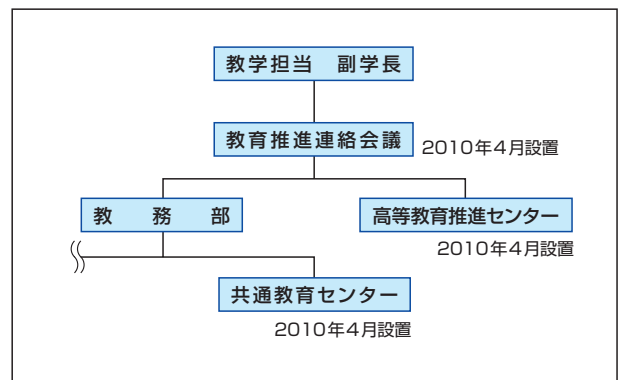 教学担当　副学長
教育推進連絡会議
2010年4月設置
教　務　部
高等教育推進センター
2010年4月設置
共通教育センター
2010年4月設置